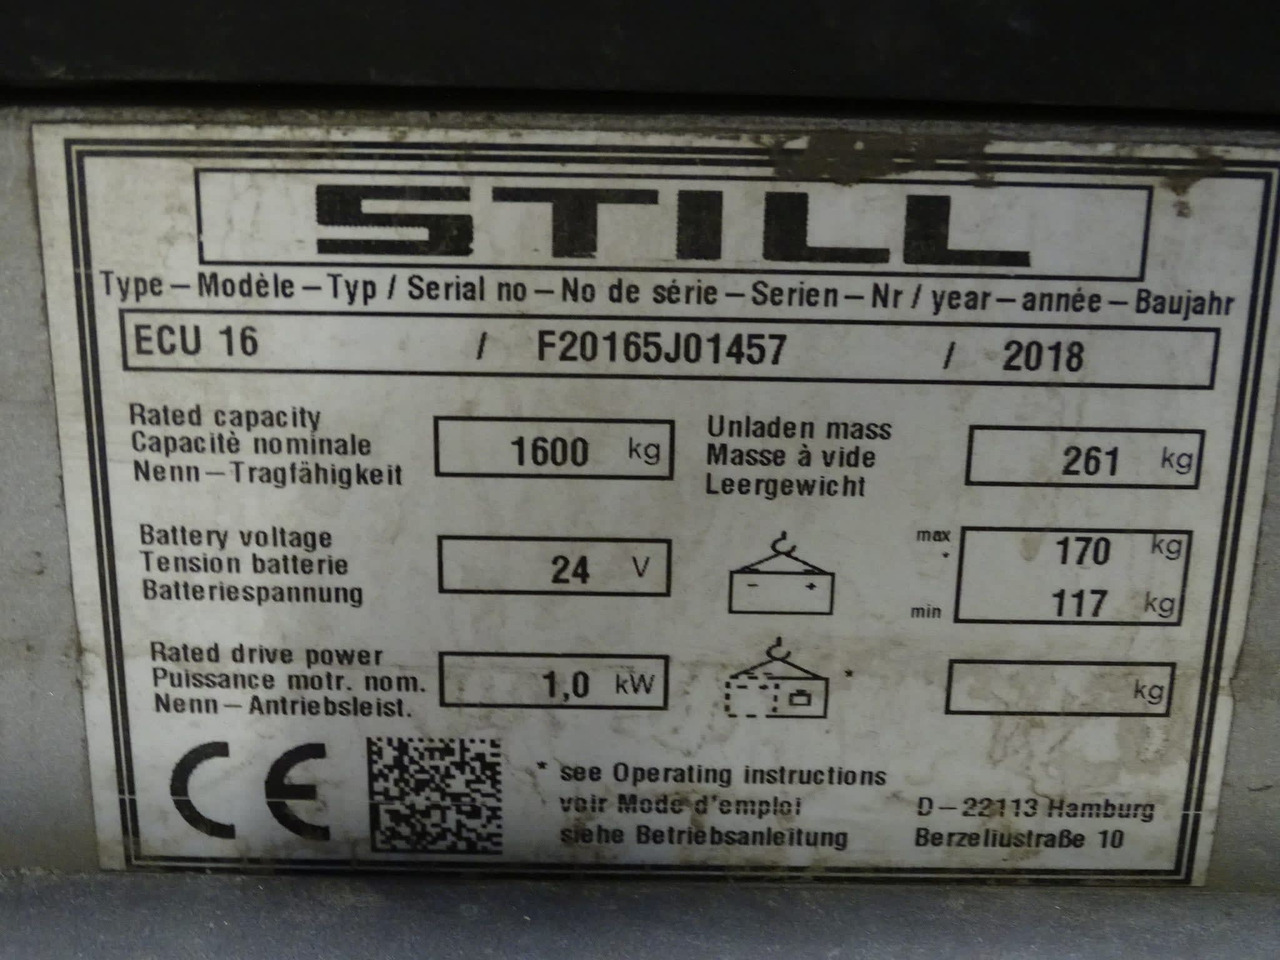 STILL
Type – Modèle – Typ / Serial no – No de série – Serien – Nr / year – année – Baujahr
ECU 16 / F20165J01457 / 2018
Rated capacity
Capacitè nominale
Nenn – Tragfähigkeit
1600 kg
Unladen mass
Masse à vide
Leergewicht
261 kg
Battery voltage
Tension batterie
Batteriespannung
24 V
- +
max
*
min
170 kg
117 kg
Rated drive power
Puissance motr. nom.
Nenn – Antriebsleist.
1,0 kW
*
kg
CE
* see Operating instructions
voir Mode d'emploi
siehe Betriebsanleitung
D – 22113 Hamburg
Berzeliustraße 10